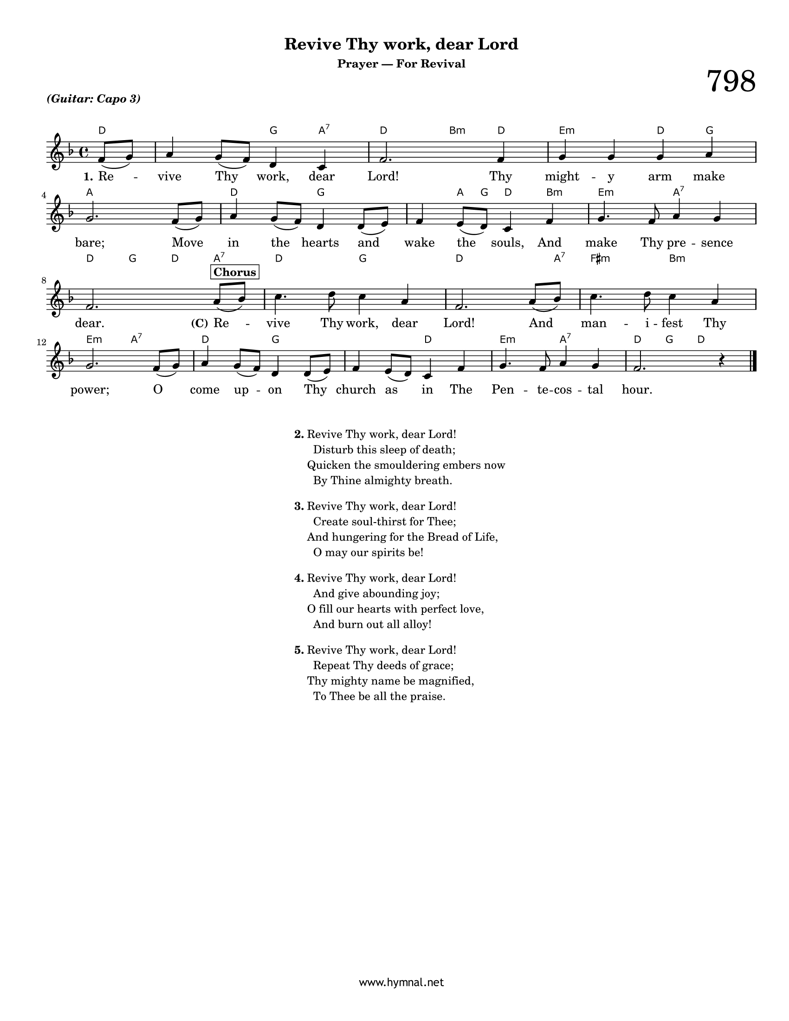 Revive Thy work, dear Lord
Prayer — For Revival
798
(Guitar: Capo 3)
D G A7 D Bm D Em D G
1. Re - vive Thy work, dear Lord! Thy might - y arm make
4 A D G A G D Bm Em A7
bare; Move in the hearts and wake the souls, And make Thy pre - sence
D G D A7 D G D A7 F#m Bm
Chorus
8
dear. (C) Re - vive Thy work, dear Lord! And man - i - fest Thy
12 Em A7 D G D Em A7 D G D
power; O come up - on Thy church as in The Pen - te - cos - tal hour.
2. Revive Thy work, dear Lord!
Disturb this sleep of death;
Quicken the smouldering embers now
By Thine almighty breath.
3. Revive Thy work, dear Lord!
Create soul-thirst for Thee;
And hungering for the Bread of Life,
O may our spirits be!
4. Revive Thy work, dear Lord!
And give abounding joy;
O fill our hearts with perfect love,
And burn out all alloy!
5. Revive Thy work, dear Lord!
Repeat Thy deeds of grace;
Thy mighty name be magnified,
To Thee be all the praise.
www.hymnal.net